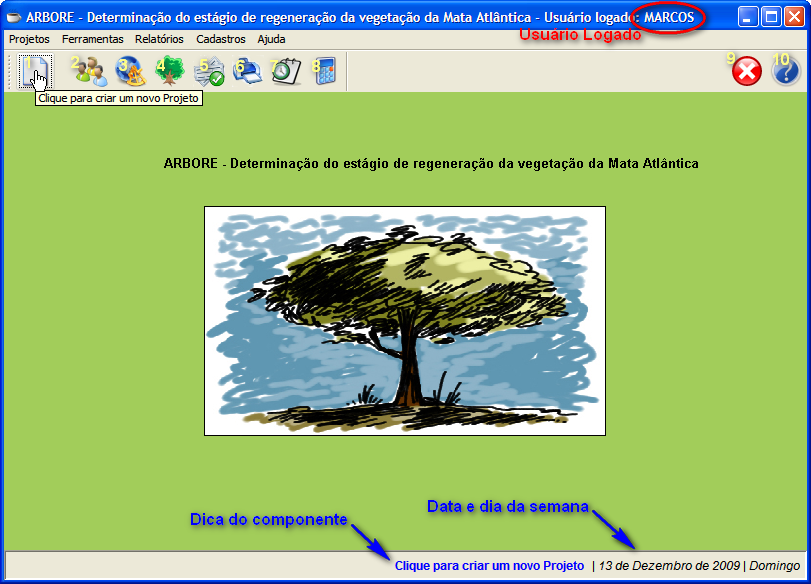 ARBORE - Determinação do estágio de regeneração da vegetação da Mata Atlântica - Usuário logado: MARCOS
Usuário Logado
Projetos Ferramentas Relatórios Cadastros Ajuda
1 2 3 4 5 6 7 8 9 10
Clique para criar um novo Projeto
ARBORE - Determinação do estágio de regeneração da vegetação da Mata Atlântica
Data e dia da semana
Dica do componente
Clique para criar um novo Projeto | 13 de Dezembro de 2009 | Domingo